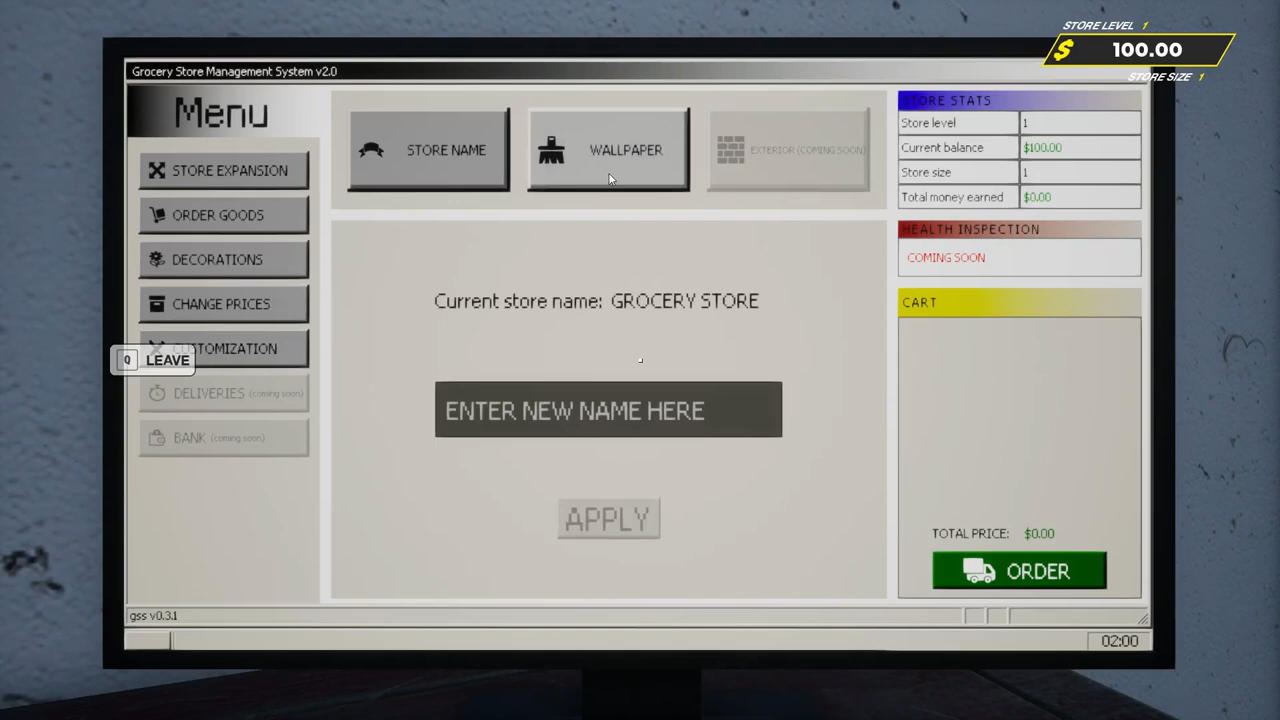 STORE LEVEL 1
$ 100.00
STORE SIZE 1
Grocery Store Management System v2.0
Menu
STORE EXPANSION
ORDER GOODS
DECORATIONS
CHANGE PRICES
CUSTOMIZATION
Q LEAVE
DELIVERIES (coming soon)
BANK (coming soon)
STORE NAME
WALLPAPER
EXTERIOR (COMING SOON)
Current store name: GROCERY STORE
ENTER NEW NAME HERE
APPLY
STORE STATS
Store level 1
Current balance $100.00
Store size 1
Total money earned $0.00
HEALTH INSPECTION
COMING SOON
CART
TOTAL PRICE: $0.00
ORDER
gss v0.3.1
02:00